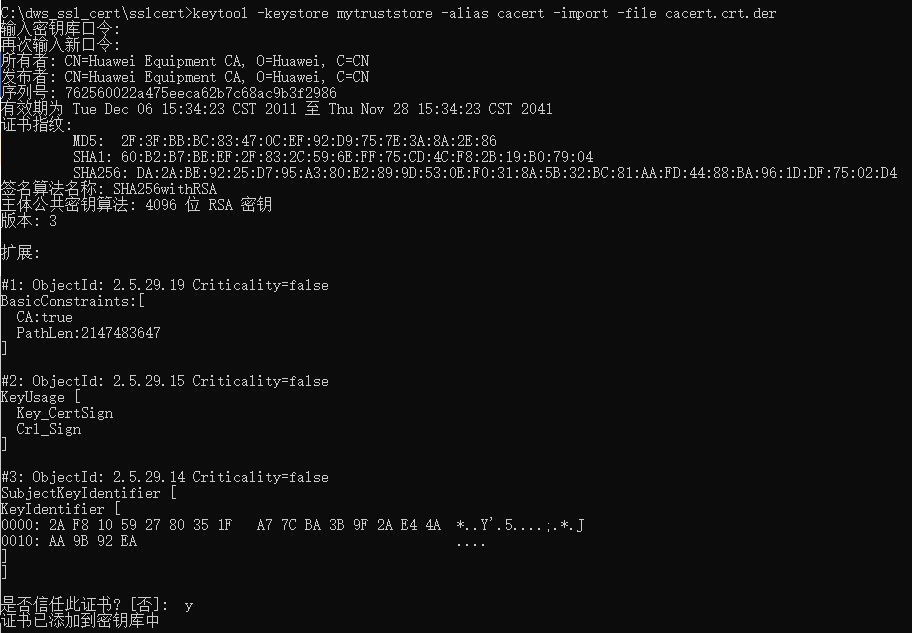 C:\dws_ssl_cert\sslcert>keytool -keystore mytruststore -alias cacert -import -file cacert.crt.der
输入密钥库口令:
再次输入新口令:
所有者: CN=Huawei Equipment CA, O=Huawei, C=CN
发布者: CN=Huawei Equipment CA, O=Huawei, C=CN
序列号: 762560022a475eeca62b7c68ac9b3f2986
有效期为 Tue Dec 06 15:34:23 CST 2011 至 Thu Nov 28 15:34:23 CST 2041
证书指纹:
MD5: 2F:3F:BB:BC:83:47:0C:EF:92:D9:75:7E:3A:8A:2E:86
SHA1: 60:B2:B7:BE:EF:2F:83:2C:59:6E:FF:75:CD:4C:F8:2B:19:B0:79:04
SHA256: DA:2A:BE:92:25:D7:95:A3:80:E2:89:9D:53:0E:F0:31:8A:5B:32:BC:81:AA:FD:44:88:BA:96:1D:DF:75:02:D4
签名算法名称: SHA256withRSA
主体公共密钥算法: 4096 位 RSA 密钥
版本: 3
扩展:
#1: ObjectId: 2.5.29.19 Criticality=false
BasicConstraints:[
CA:true
PathLen:2147483647
]
#2: ObjectId: 2.5.29.15 Criticality=false
KeyUsage [
Key_CertSign
Crl_Sign
]
#3: ObjectId: 2.5.29.14 Criticality=false
SubjectKeyIdentifier [
KeyIdentifier [
0000: 2A F8 10 59 27 80 35 1F A7 7C BA 3B 9F 2A E4 4A *..Y'.5....;.*.J
0010: AA 9B 92 EA ....
]
]
是否信任此证书? [否]: y
证书已添加到密钥库中